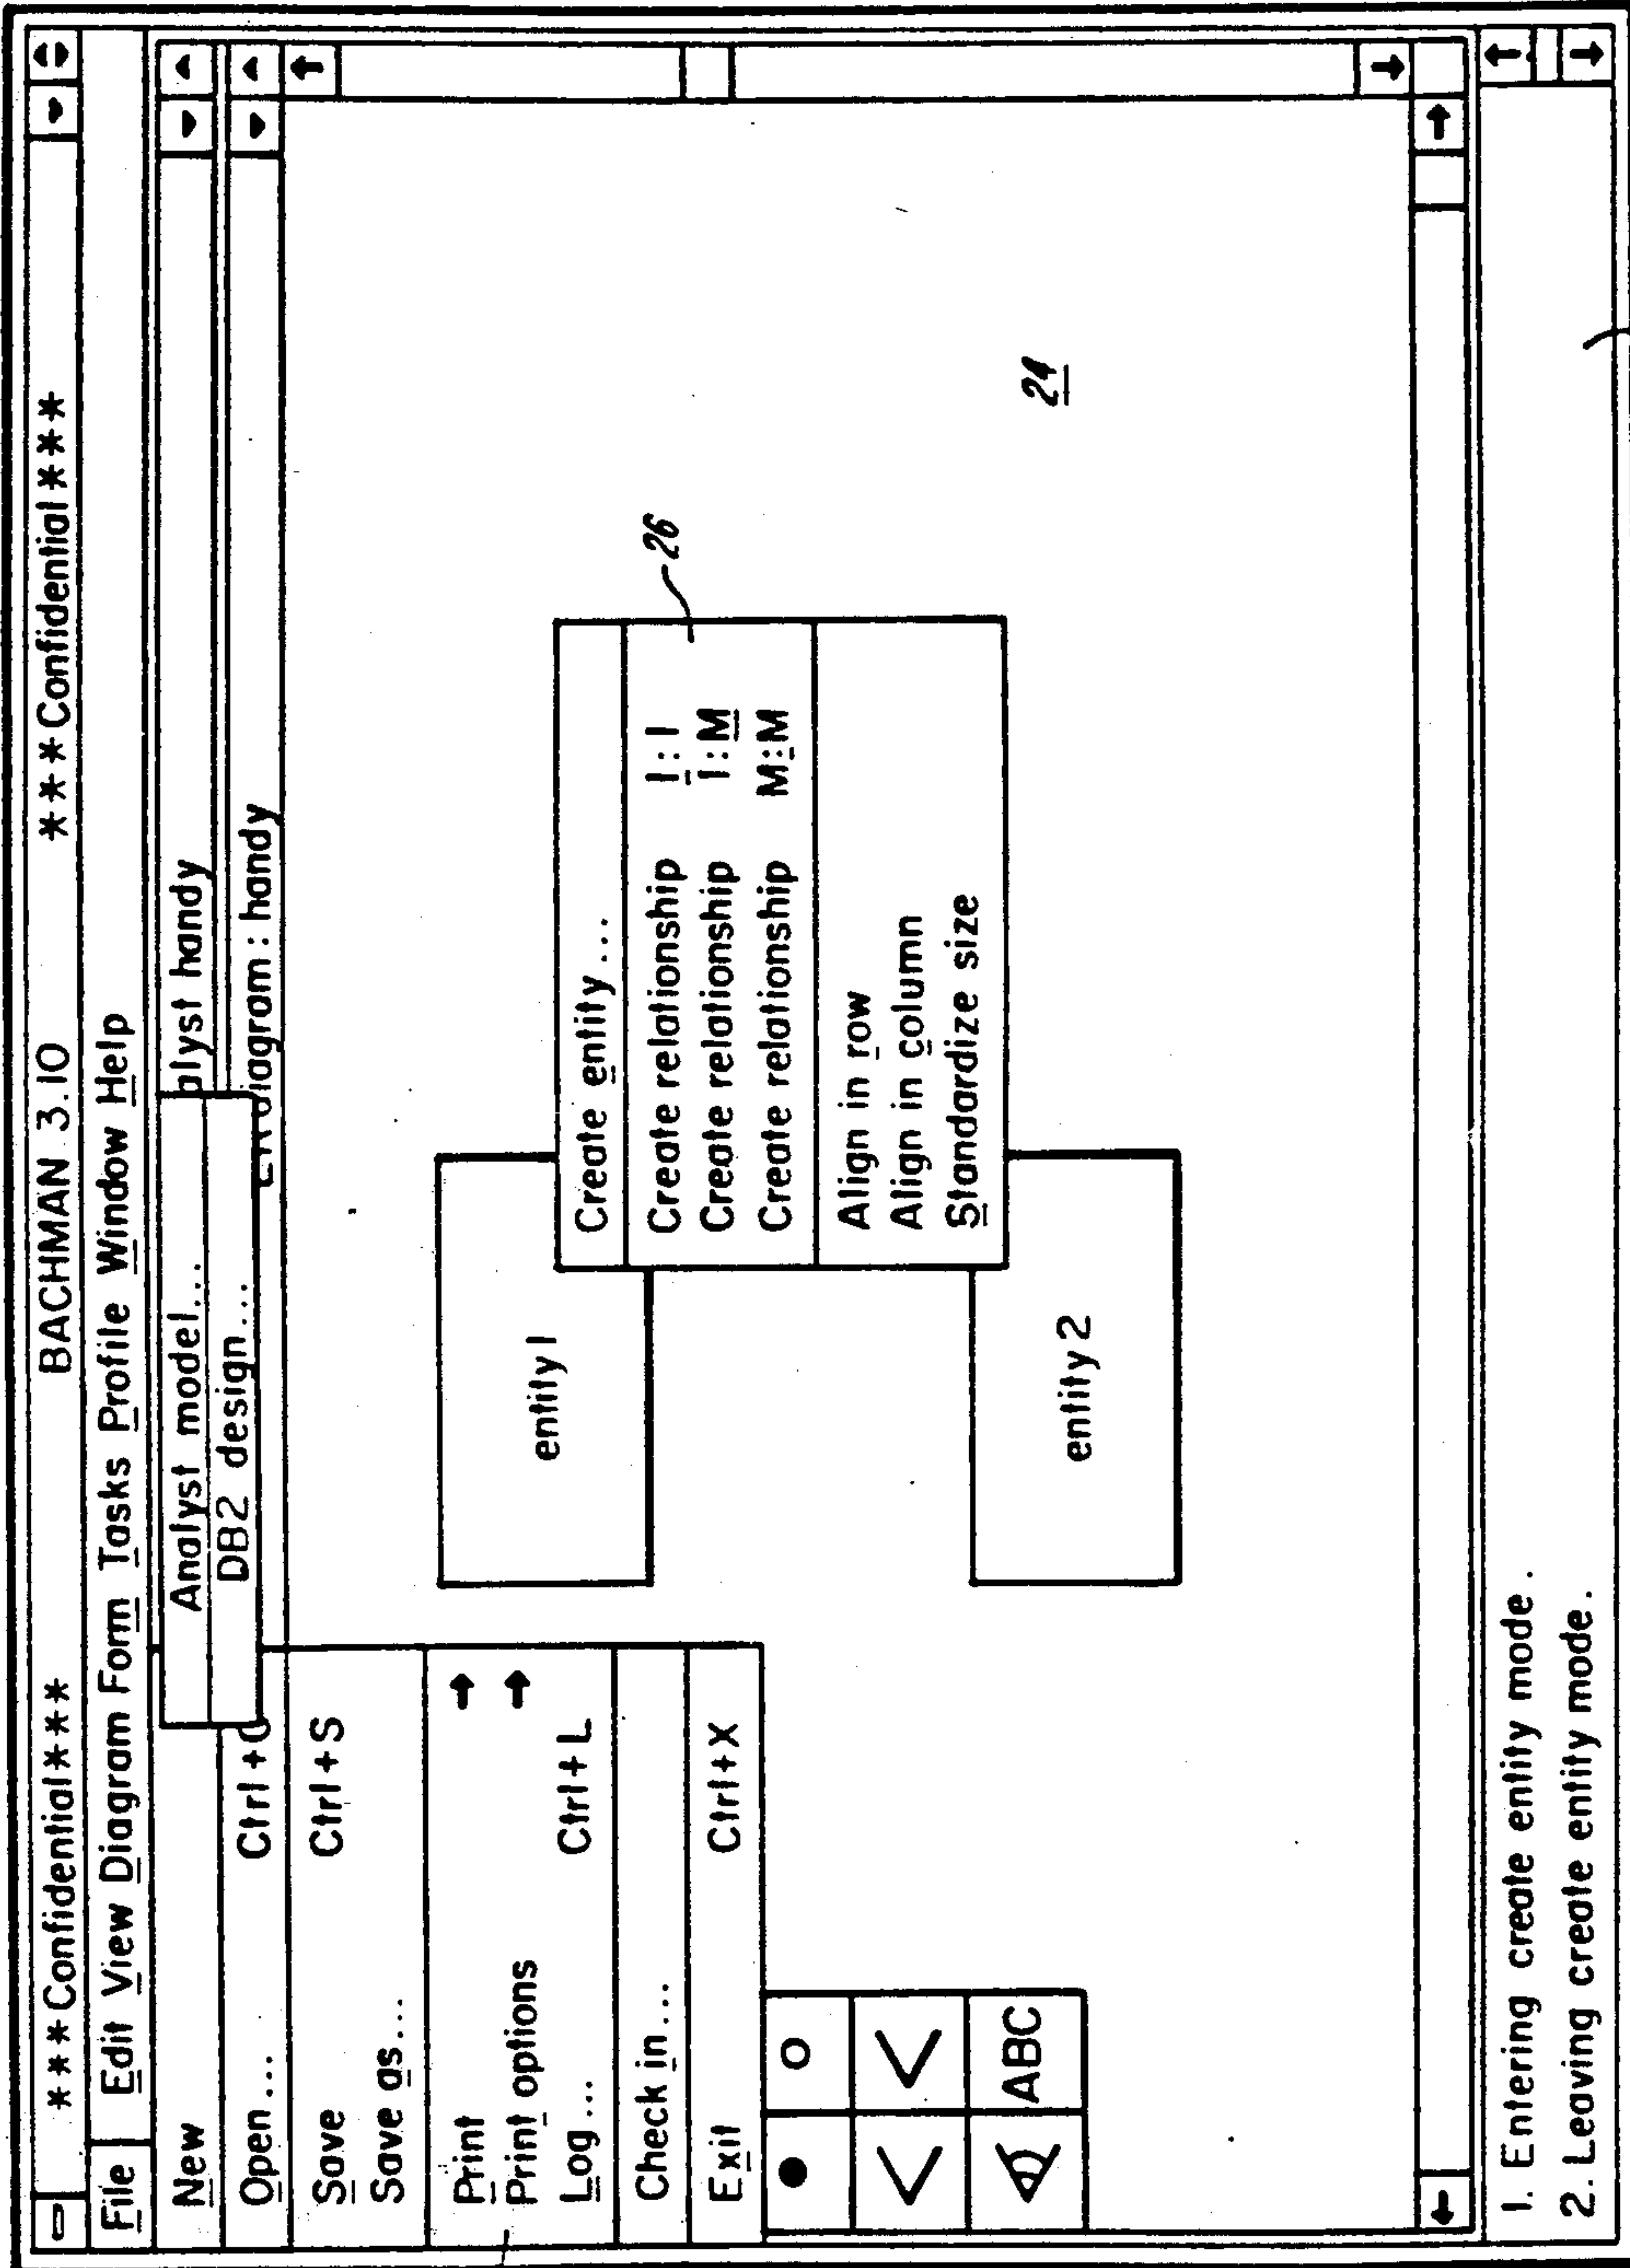 ***Confidential*** BACHMAN 3.10 ***Confidential***
File Edit View Diagram Form Tasks Profile Window Help
New
Analyst model...
alyst handy
Open... Ctrl+O
DB2 design...
diagram: handy
Save Ctrl+S
Save as...
Print
Print options
Log... Ctrl+L
Check in...
Exit Ctrl+X
ABC
entity1
entity2
Create entity...
Create relationship 1:1
Create relationship 1:M
Create relationship M:M
Align in row
Align in column
Standardize size
26
24
1. Entering create entity mode.
2. Leaving create entity mode.